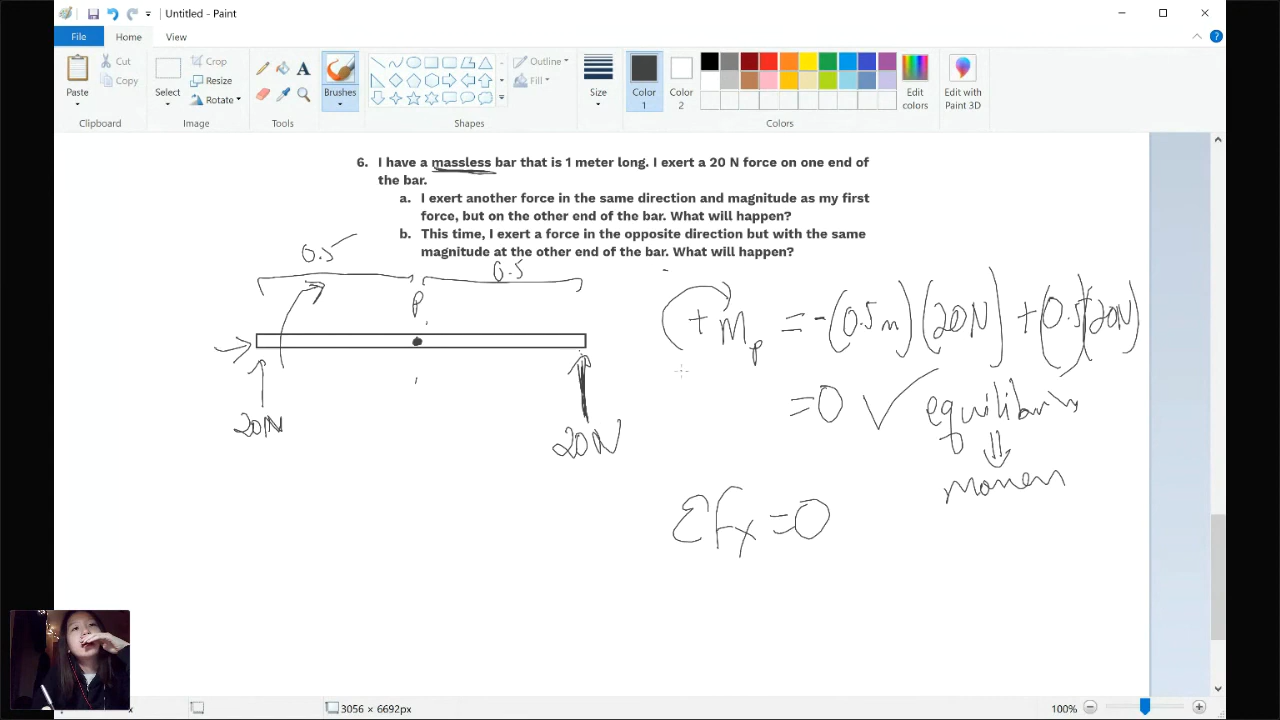 Untitled - Paint
File
Home
View
Paste
Cut
Copy
Clipboard
Select
Crop
Resize
Rotate
Image
A
Tools
Brushes
Outline
Fill
Shapes
Size
Color 1
Color 2
Edit colors
Edit with Paint 3D
Colors
6. I have a massless bar that is 1 meter long. I exert a 20 N force on one end of
the bar.
a. I exert another force in the same direction and magnitude as my first
force, but on the other end of the bar. What will happen?
b. This time, I exert a force in the opposite direction but with the same
magnitude at the other end of the bar. What will happen?
0.5
0.5
P
20N
20N
+ Mp = -(0.5m)(20N) + (0.5)(20N)
=0 ✓
ΣFx=0
3056 × 6692px
100%